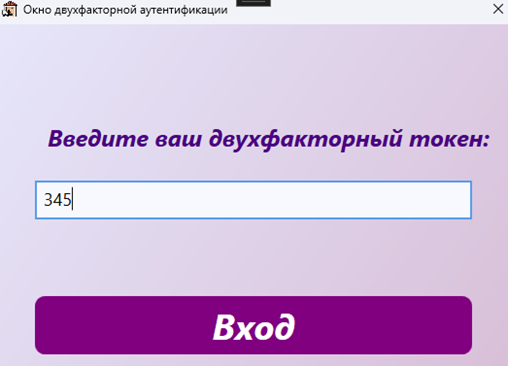 Окно двухфакторной аутентификации
Введите ваш двухфакторный токен:
345
Вход